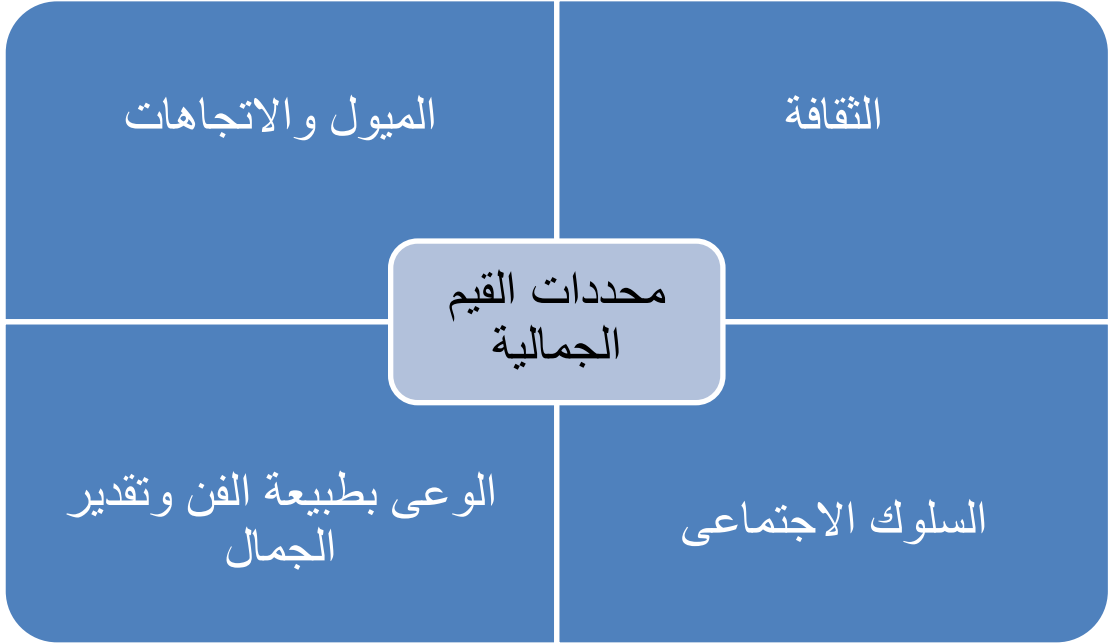 الثقافة
الميول والاتجاهات
محددات القيم
الجمالية
السلوك الاجتماعى
الوعى بطبيعة الفن وتقدير
الجمال